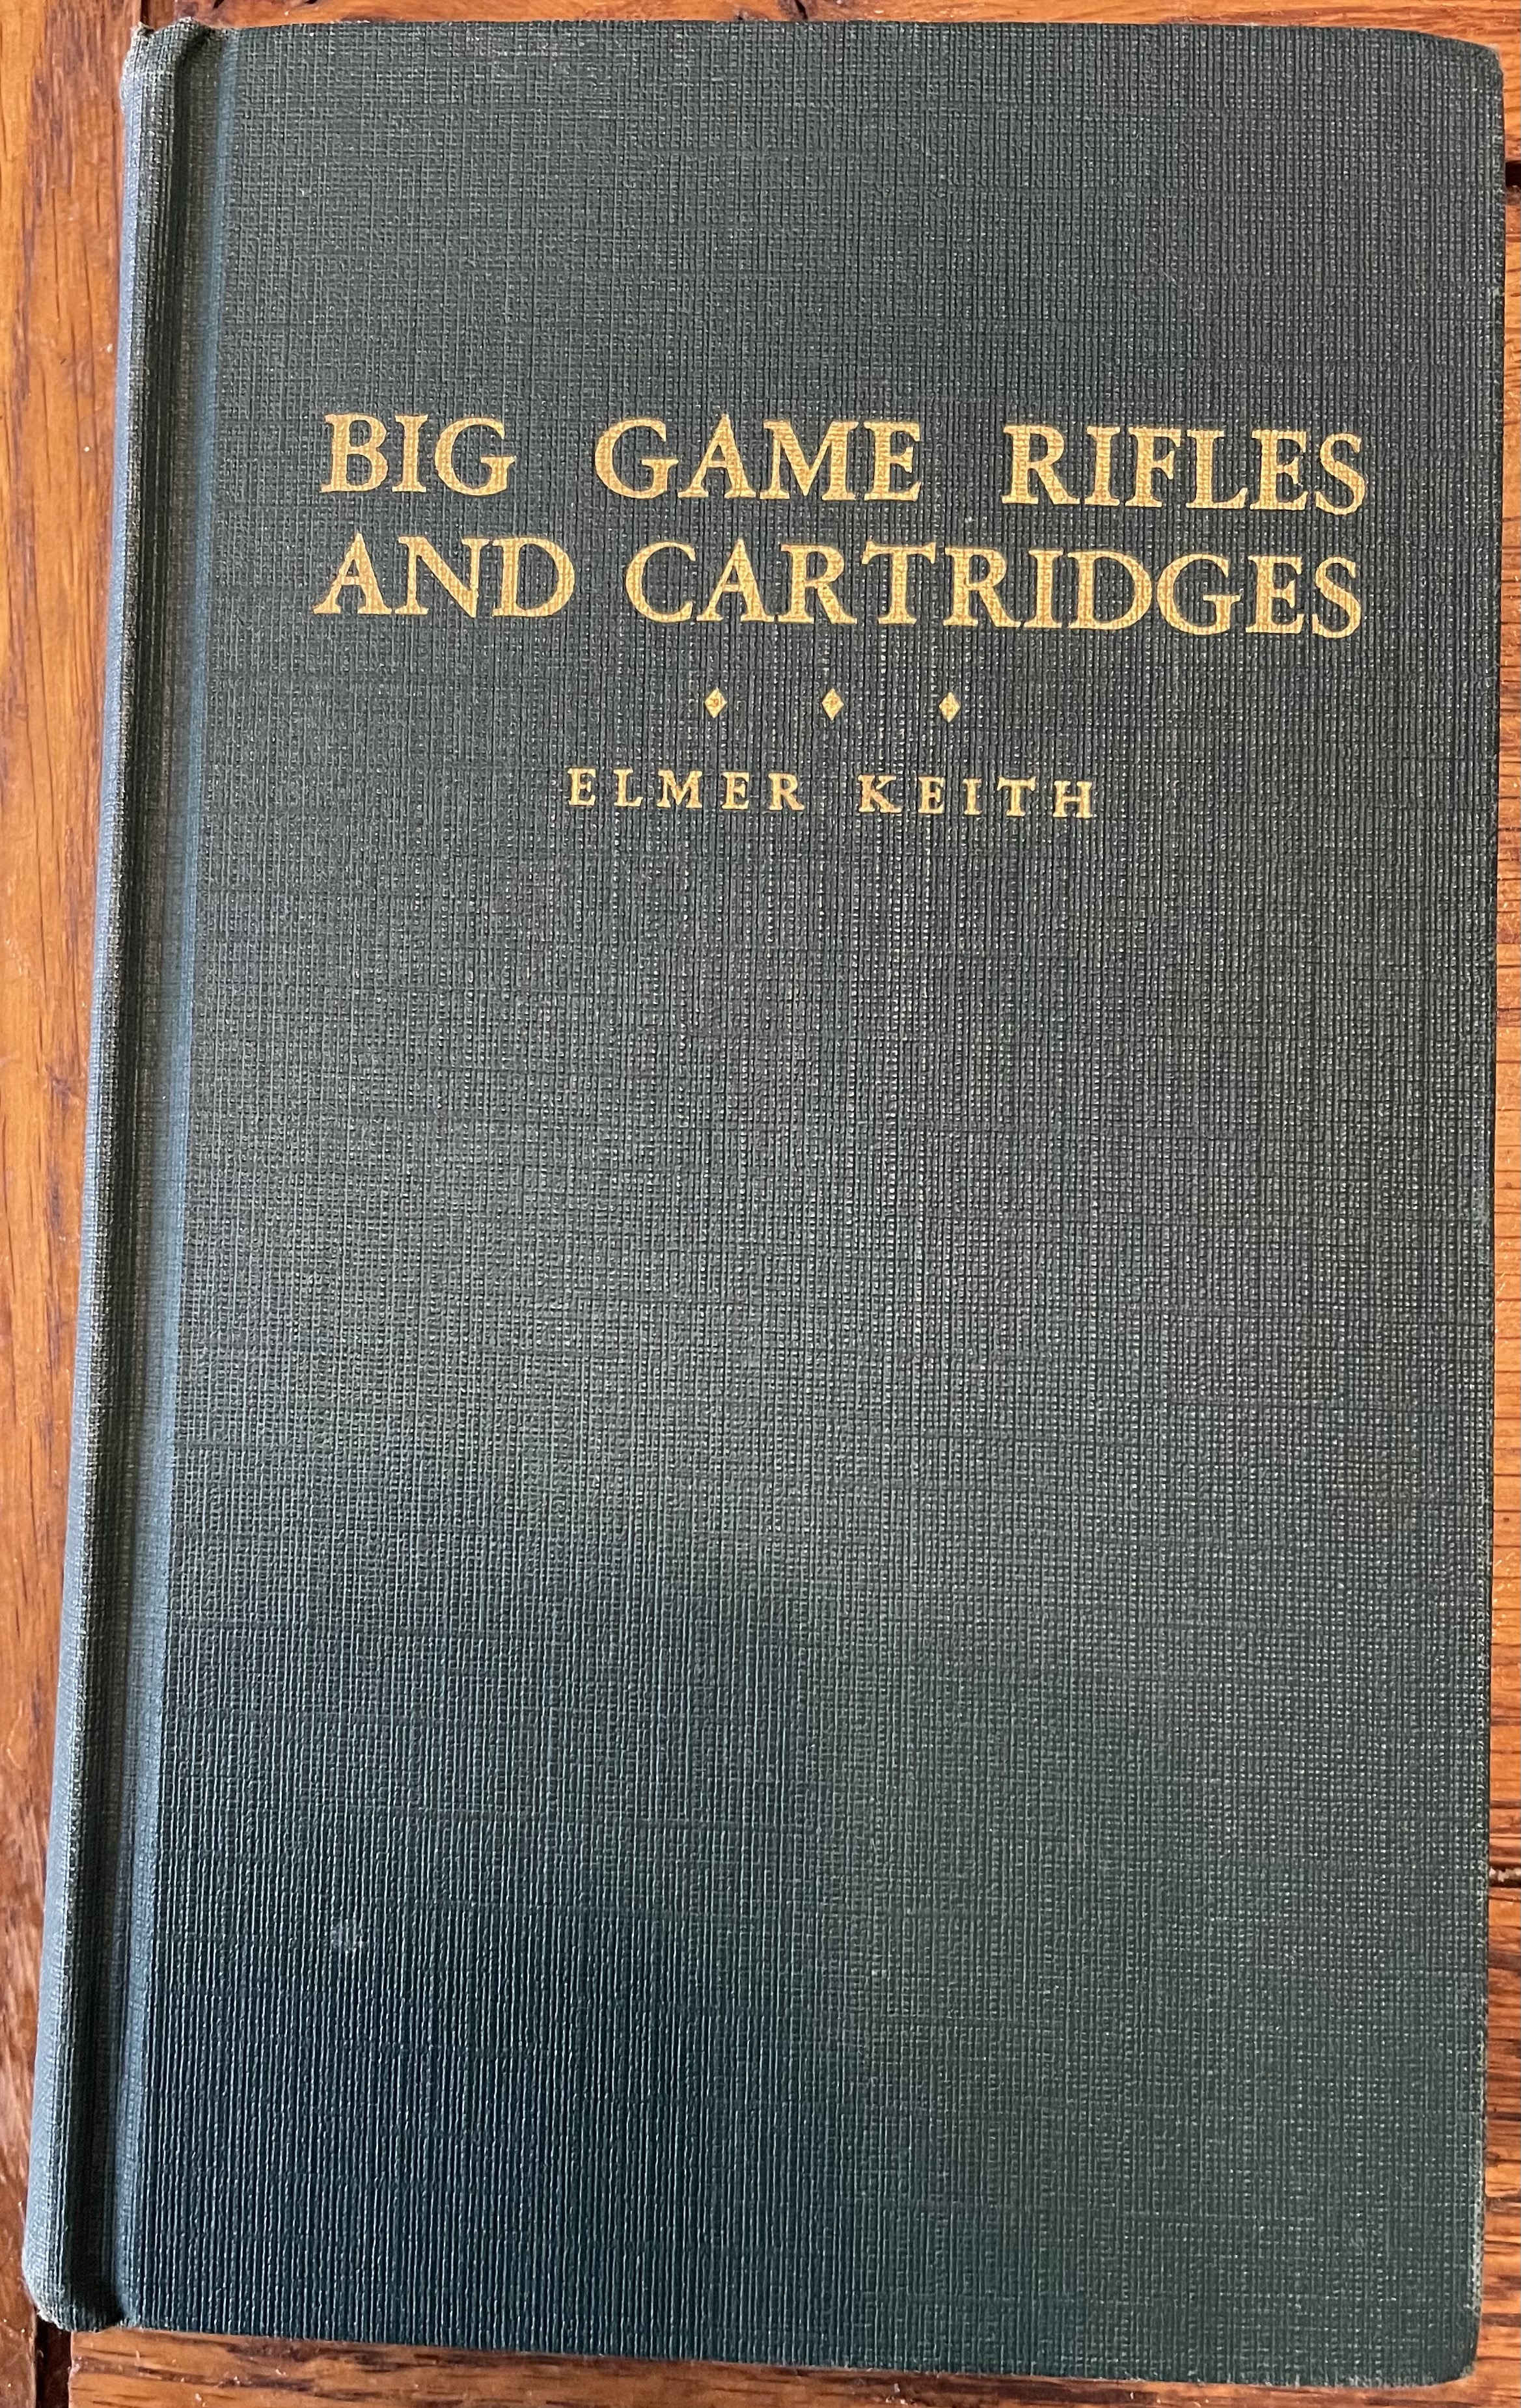 BIG GAME RIFLES
AND CARTRIDGES
ELMER KEITH